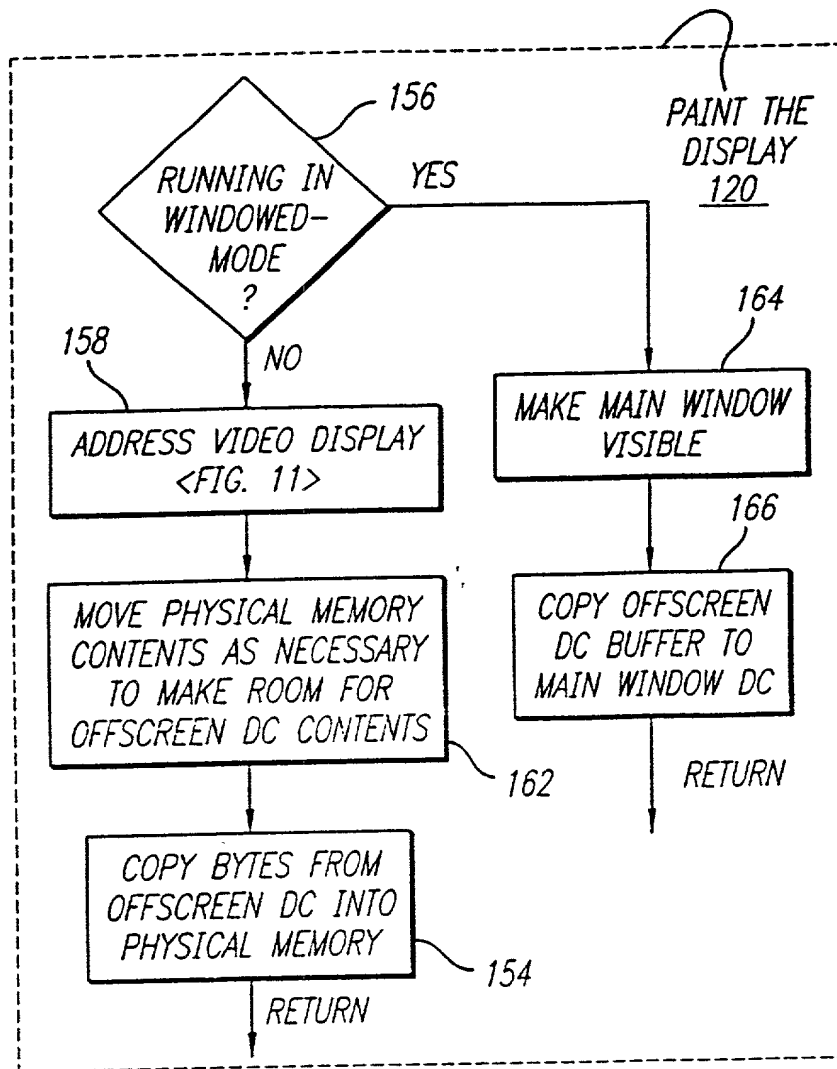 PAINT THE
DISPLAY
120
156
RUNNING IN
WINDOWED-
MODE
?
YES
NO
158
ADDRESS VIDEO DISPLAY
<FIG. 11>
MOVE PHYSICAL MEMORY
CONTENTS AS NECESSARY
TO MAKE ROOM FOR
OFFSCREEN DC CONTENTS
162
COPY BYTES FROM
OFFSCREEN DC INTO
PHYSICAL MEMORY
154
RETURN
164
MAKE MAIN WINDOW
VISIBLE
166
COPY OFFSCREEN
DC BUFFER TO
MAIN WINDOW DC
RETURN